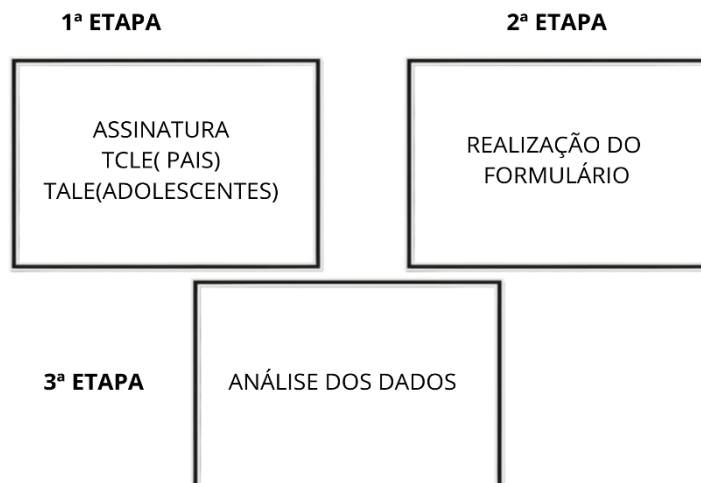 1ª ETAPA
2ª ETAPA
ASSINATURA
TCLE( PAIS)
TALE(ADOLESCENTES)
REALIZAÇÃO DO
FORMULÁRIO
3ª ETAPA
ANÁLISE DOS DADOS